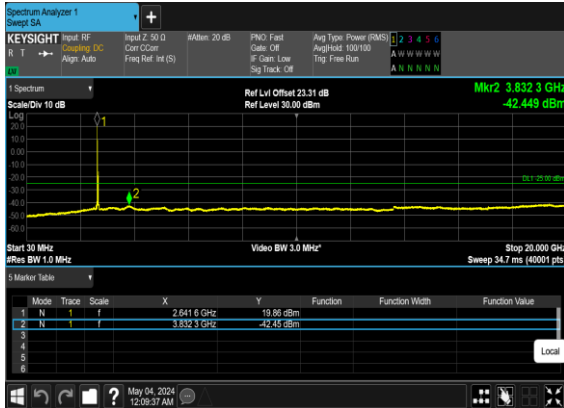 Spectrum Analyzer 1
Swept SA
+
KEYSIGHT Input: RF Input Z: 50 Ω #Atten: 20 dB PNO: Fast Avg Type: Power (RMS) 1 2 3 4 5 6
R T Coupling: DC Corr CCorr Gate: Off Avg|Hold: 100/100 A W W W W W
Align: Auto Freq Ref: Int (S) IF Gain: Low Trig: Free Run
Sig Track: Off A N N N N N
1 Spectrum
Ref Lvl Offset 23.31 dB Mkr2 3.832 3 GHz
Scale/Div 10 dB Ref Level 30.00 dBm -42.449 dBm
Log
1
20.0
10.0
0.00
-10.0
-20.0
DL1 -25.00 dBm
-30.0
2
-40.0
-50.0
-60.0
Start 30 MHz Video BW 3.0 MHz* Stop 20.000 GHz
#Res BW 1.0 MHz Sweep 34.7 ms (40001 pts)
5 Marker Table
Mode Trace Scale X Y Function Function Width Function Value
1 N 1 f 2.641 6 GHz 19.86 dBm
2 N 1 f 3.832 3 GHz -42.45 dBm
3
4
5
6
Local
? May 04, 2024
12:09:37 AM